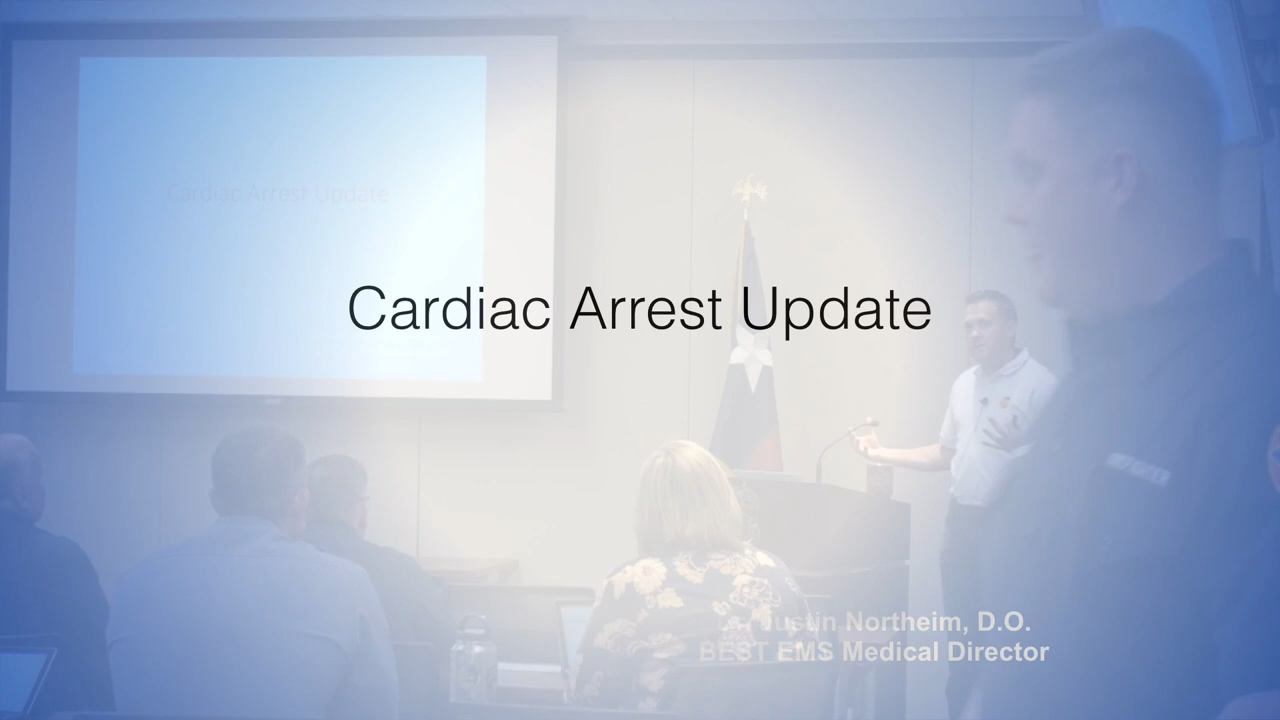 Cardiac Arrest Update
Cardiac Arrest Update
Justin Northeim, D.O.
BEST EMS Medical Director